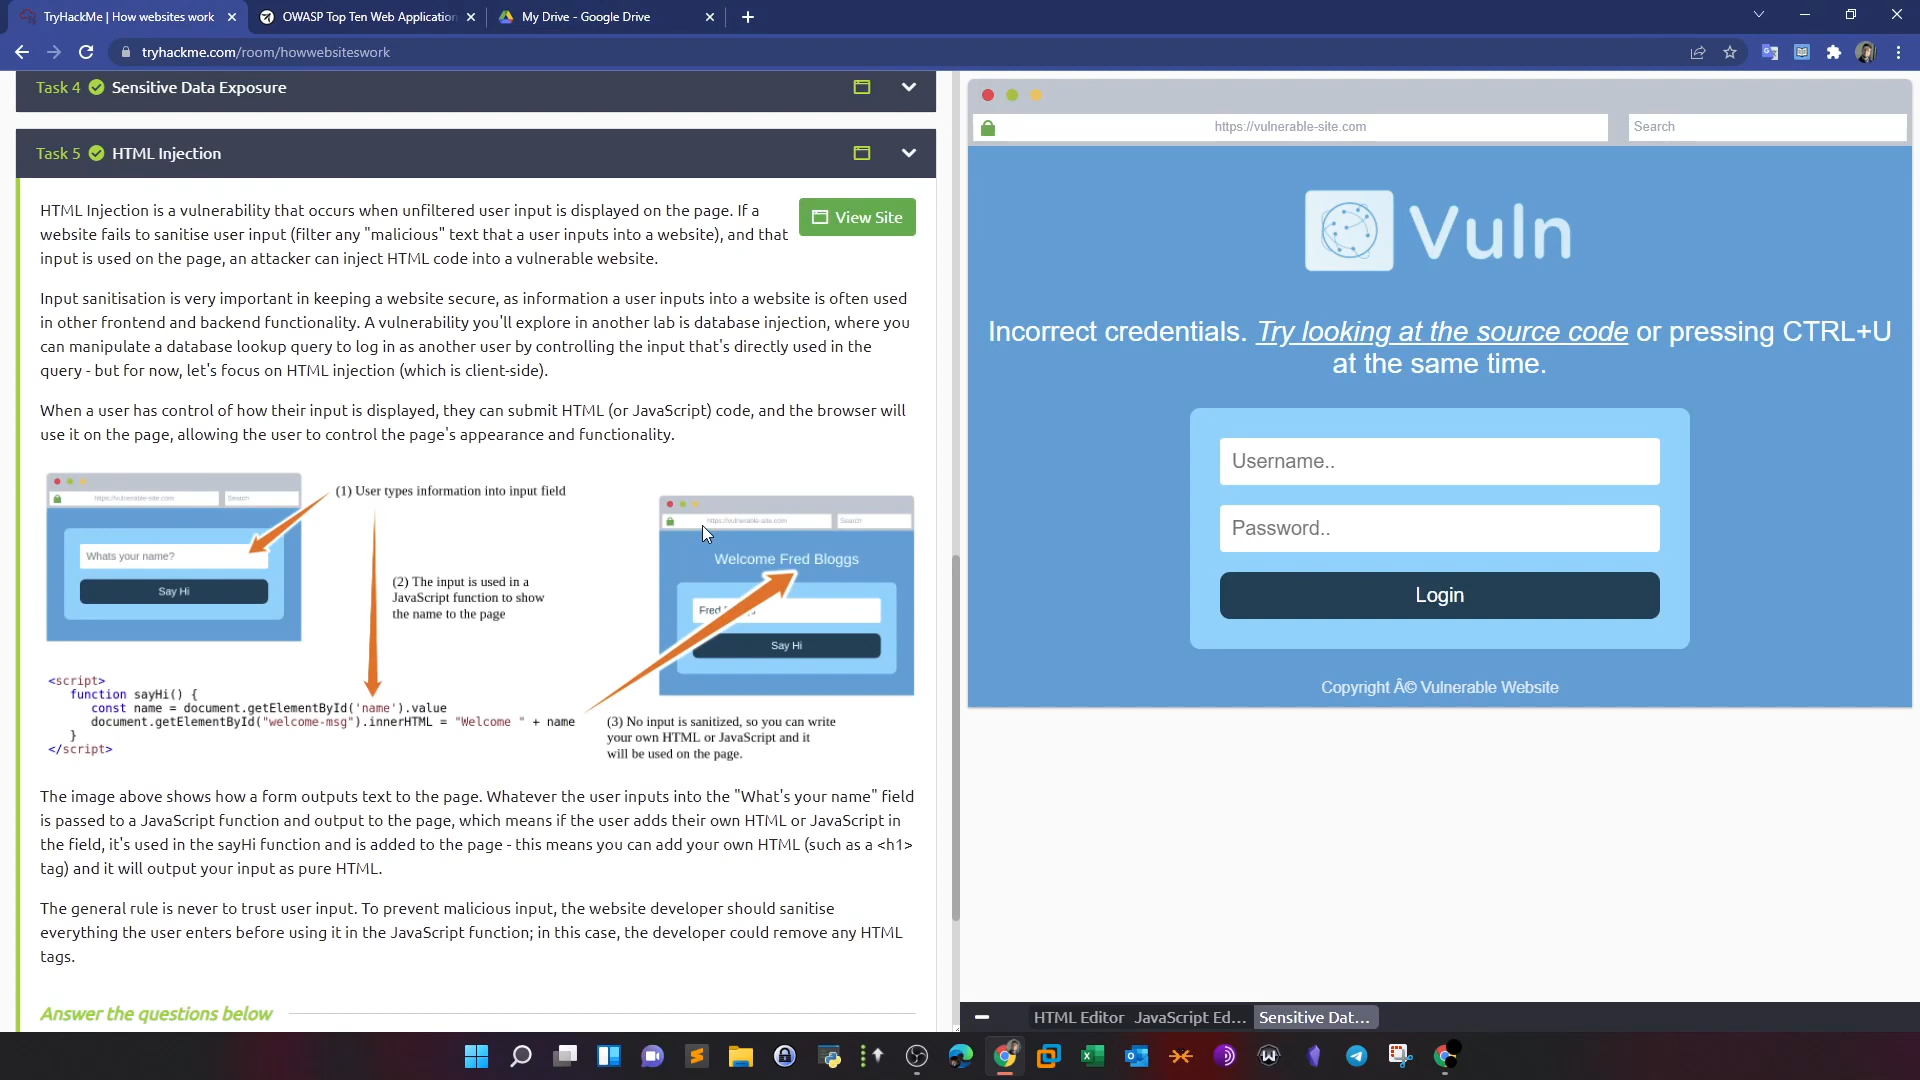 TryHackMe | How websites work
OWASP Top Ten Web Application
My Drive - Google Drive
tryhackme.com/room/howwebsiteswork
Task 4 Sensitive Data Exposure
Task 5 HTML Injection
HTML Injection is a vulnerability that occurs when unfiltered user input is displayed on the page. If a
website fails to sanitise user input (filter any "malicious" text that a user inputs into a website), and that
input is used on the page, an attacker can inject HTML code into a vulnerable website.
View Site
Input sanitisation is very important in keeping a website secure, as information a user inputs into a website is often used
in other frontend and backend functionality. A vulnerability you'll explore in another lab is database injection, where you
can manipulate a database lookup query to log in as another user by controlling the input that's directly used in the
query - but for now, let's focus on HTML injection (which is client-side).
When a user has control of how their input is displayed, they can submit HTML (or JavaScript) code, and the browser will
use it on the page, allowing the user to control the page's appearance and functionality.
https://vulnerable-site.com
Search
Whats your name?
Say Hi
(1) User types information into input field
(2) The input is used in a
JavaScript function to show
the name to the page
https://vulnerable-site.com
Search
Welcome Fred Bloggs
Fred
Say Hi
<script>
function sayHi() {
const name = document.getElementById('name').value
document.getElementById("welcome-msg").innerHTML = "Welcome " + name
}
</script>
(3) No input is sanitized, so you can write
your own HTML or JavaScript and it
will be used on the page.
The image above shows how a form outputs text to the page. Whatever the user inputs into the "What's your name" field
is passed to a JavaScript function and output to the page, which means if the user adds their own HTML or JavaScript in
the field, it's used in the sayHi function and is added to the page - this means you can add your own HTML (such as a <h1>
tag) and it will output your input as pure HTML.
The general rule is never to trust user input. To prevent malicious input, the website developer should sanitise
everything the user enters before using it in the JavaScript function; in this case, the developer could remove any HTML
tags.
Answer the questions below
https://vulnerable-site.com
Search
Vuln
Incorrect credentials. Try looking at the source code or pressing CTRL+U
at the same time.
Username..
Password..
Login
Copyright Â© Vulnerable Website
HTML Editor
JavaScript Ed...
Sensitive Dat...